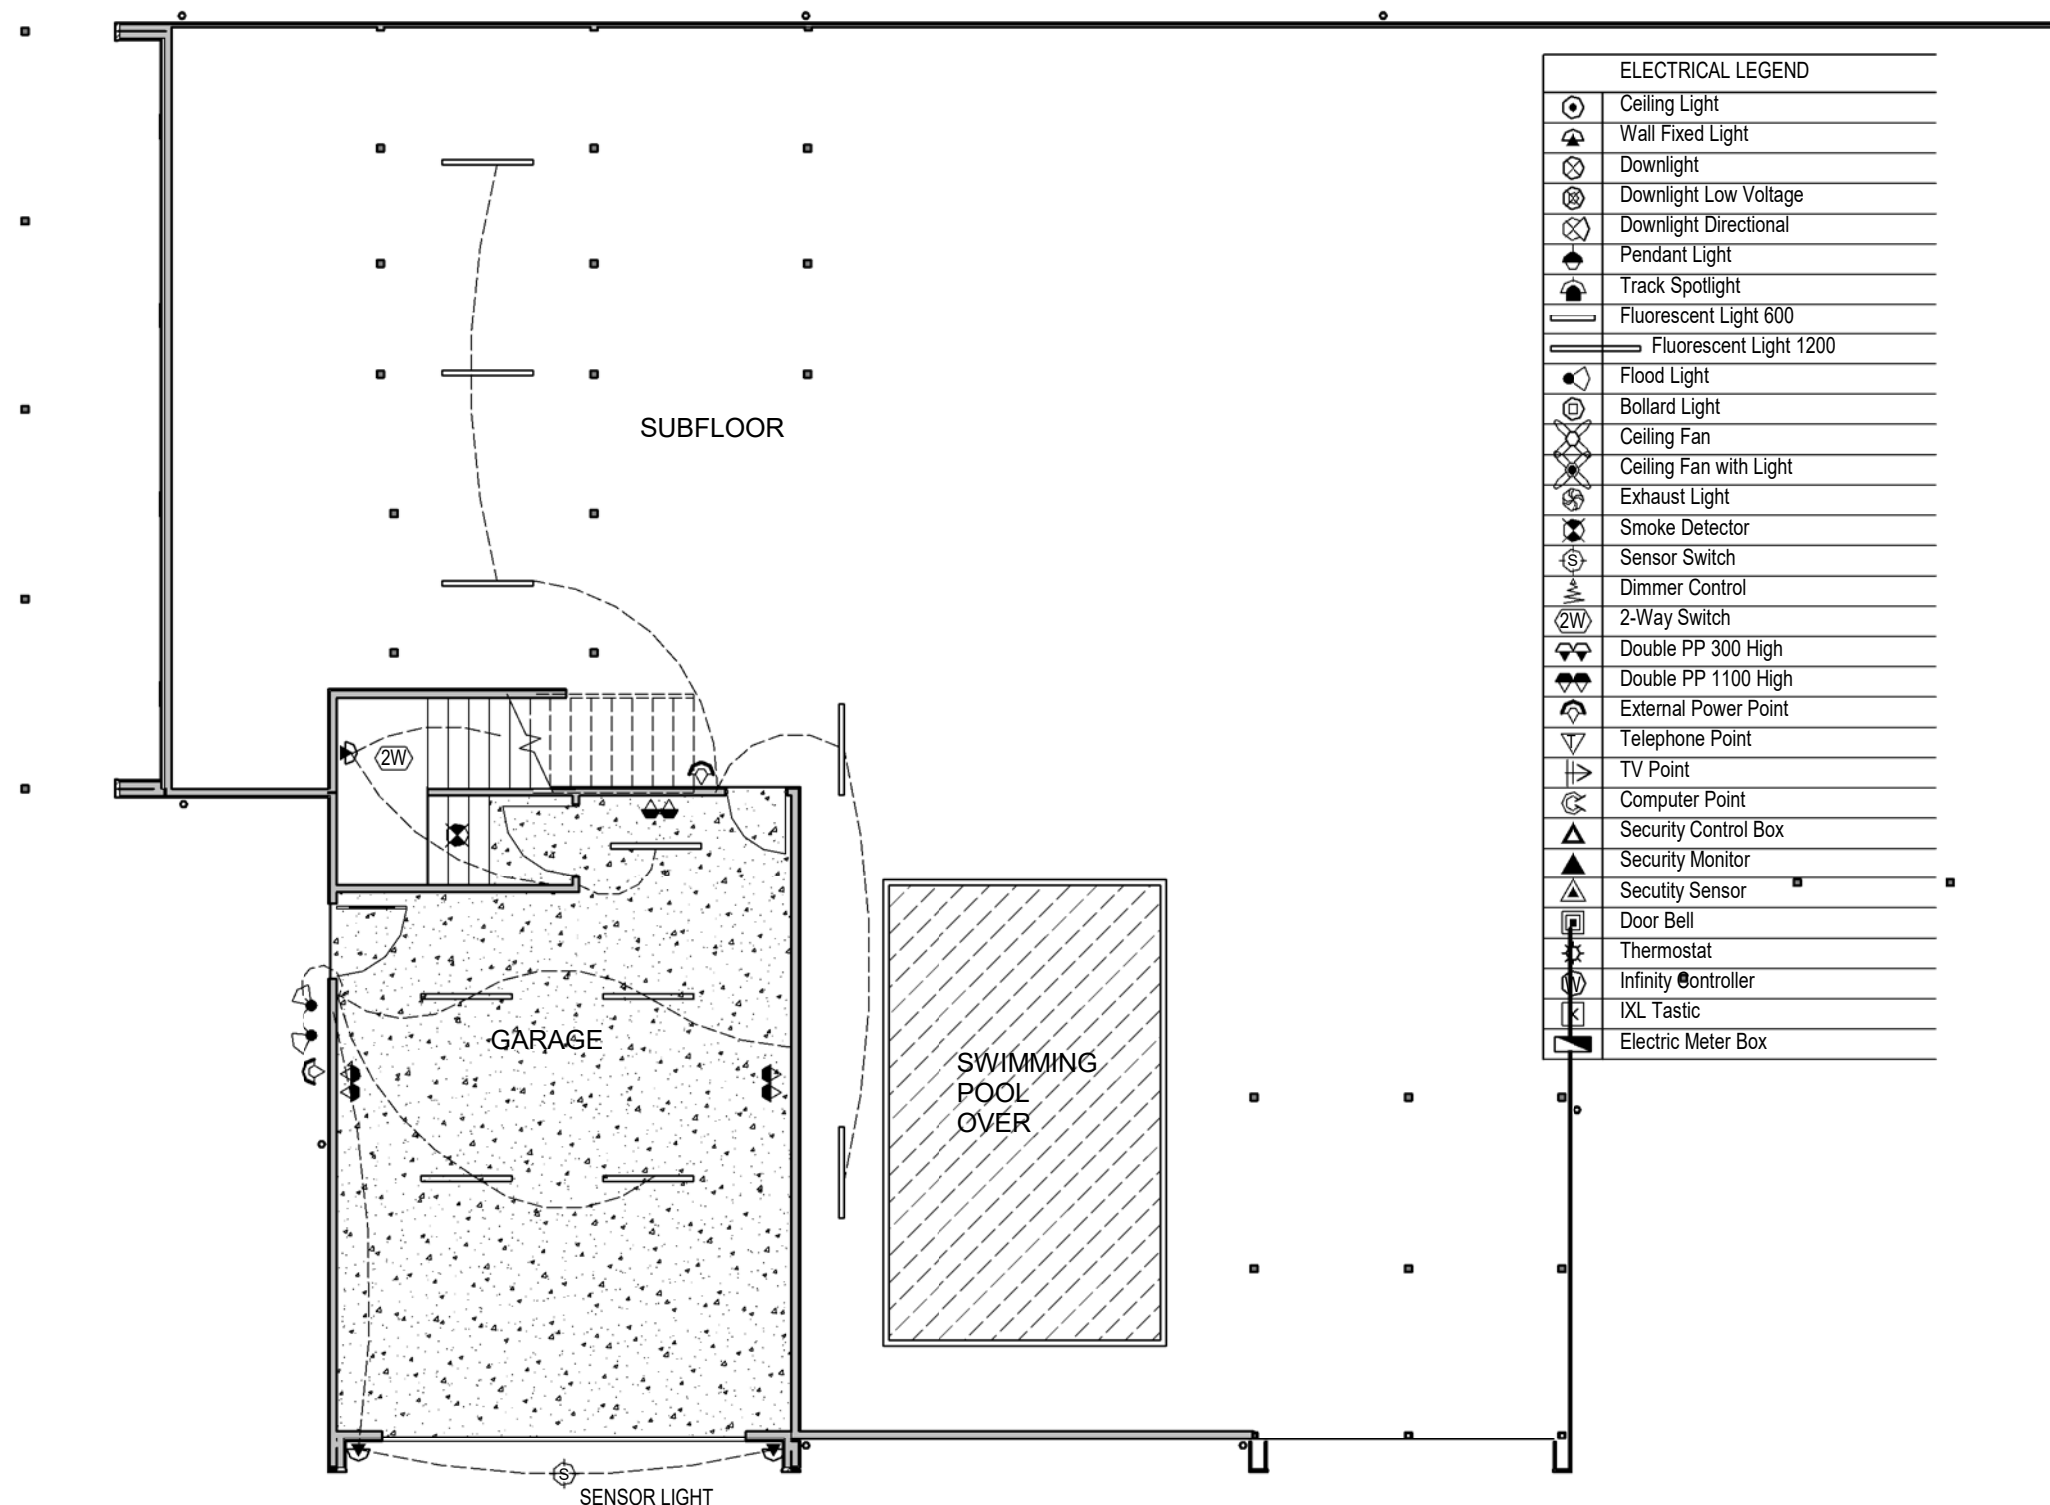 ELECTRICAL LEGEND
Ceiling Light
Wall Fixed Light
Downlight
Downlight Low Voltage
Downlight Directional
Pendant Light
Track Spotlight
Fluorescent Light 600
Fluorescent Light 1200
Flood Light
Bollard Light
Ceiling Fan
Ceiling Fan with Light
Exhaust Light
Smoke Detector
S Sensor Switch
Dimmer Control
2W 2-Way Switch
Double PP 300 High
Double PP 1100 High
External Power Point
T Telephone Point
TV Point
C Computer Point
Security Control Box
Security Monitor
Secutity Sensor
Door Bell
Thermostat
W Infinity Controller
IXL Tastic
Electric Meter Box
SUBFLOOR
2W
GARAGE
SWIMMING
POOL
OVER
S
SENSOR LIGHT